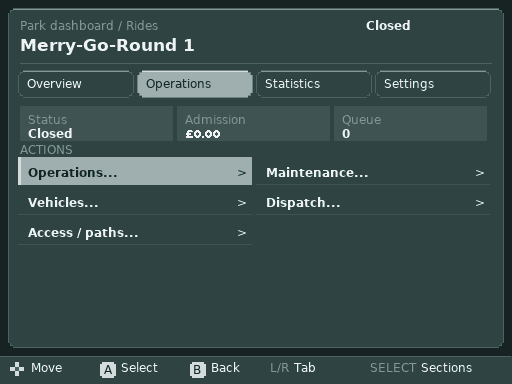 Park dashboard / Rides
Closed
Merry-Go-Round 1
Overview
Operations
Statistics
Settings
Status
Closed
Admission
£0.00
Queue
0
ACTIONS
Operations... >
Maintenance... >
Vehicles... >
Dispatch... >
Access / paths... >
Move
A Select
B Back
L/R Tab
SELECT Sections